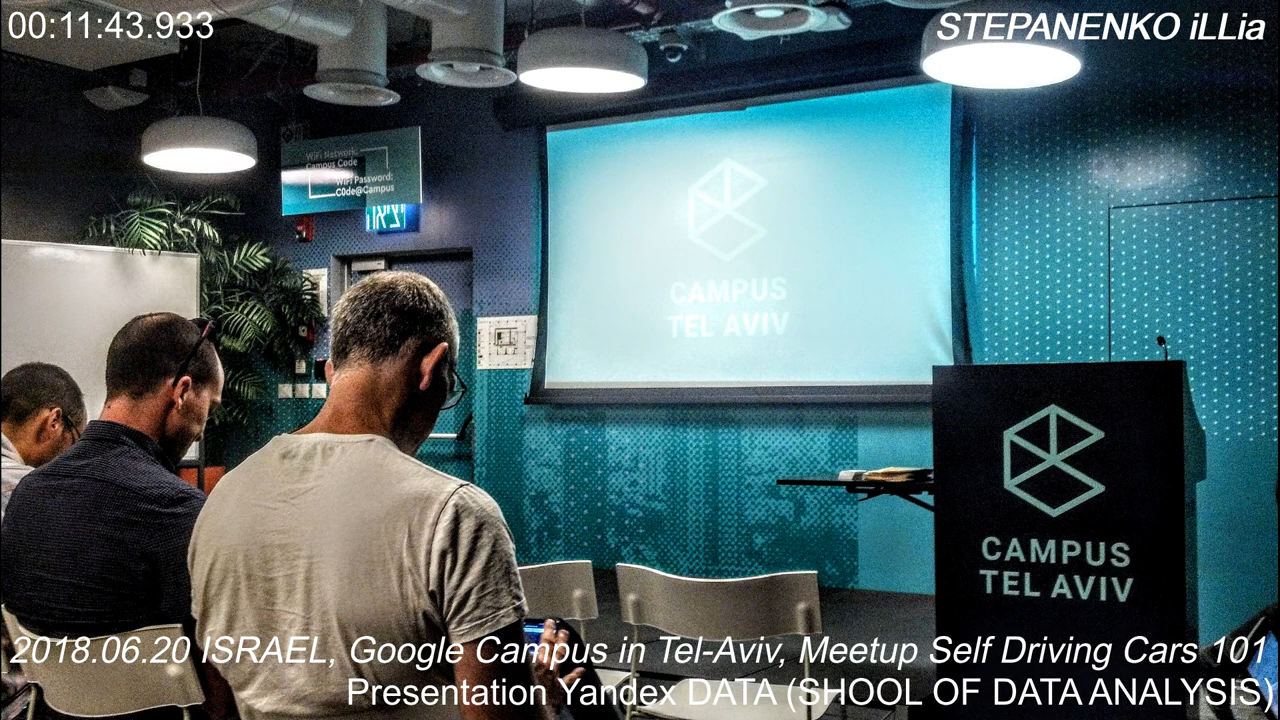 00:11:43.933
STEPANENKO iLLia
WiFi Network:
Campus Code
WiFi Password:
C0de@Campus
יציאה
CAMPUS
TEL AVIV
CAMPUS
TEL AVIV
2018.06.20 ISRAEL, Google Campus in Tel-Aviv, Meetup Self Driving Cars 101
Presentation Yandex DATA (SHOOL OF DATA ANALYSIS)